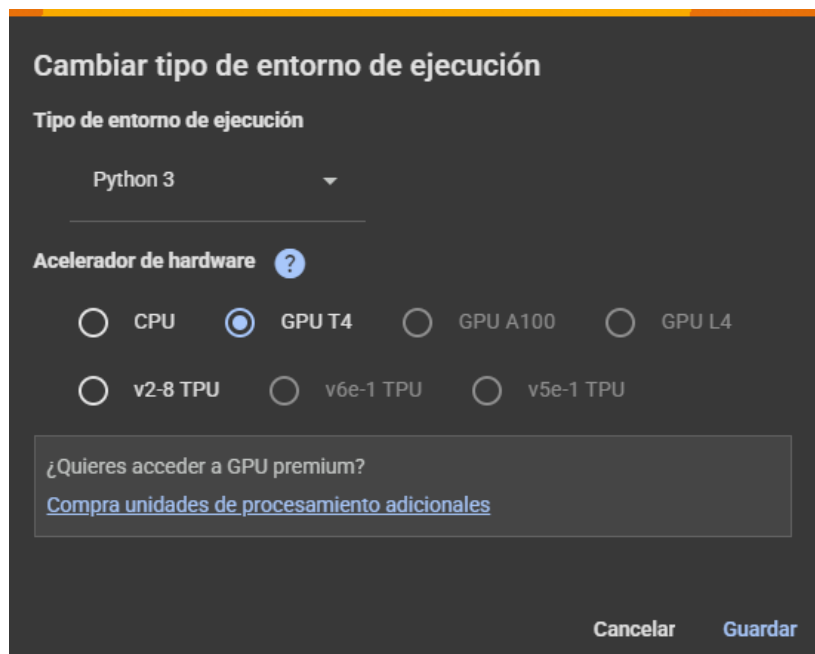 Cambiar tipo de entorno de ejecución
Tipo de entorno de ejecución
Python 3
Acelerador de hardware ?
CPU GPU T4 GPU A100 GPU L4
v2-8 TPU v6e-1 TPU v5e-1 TPU
¿Quieres acceder a GPU premium?
Compra unidades de procesamiento adicionales
Cancelar Guardar